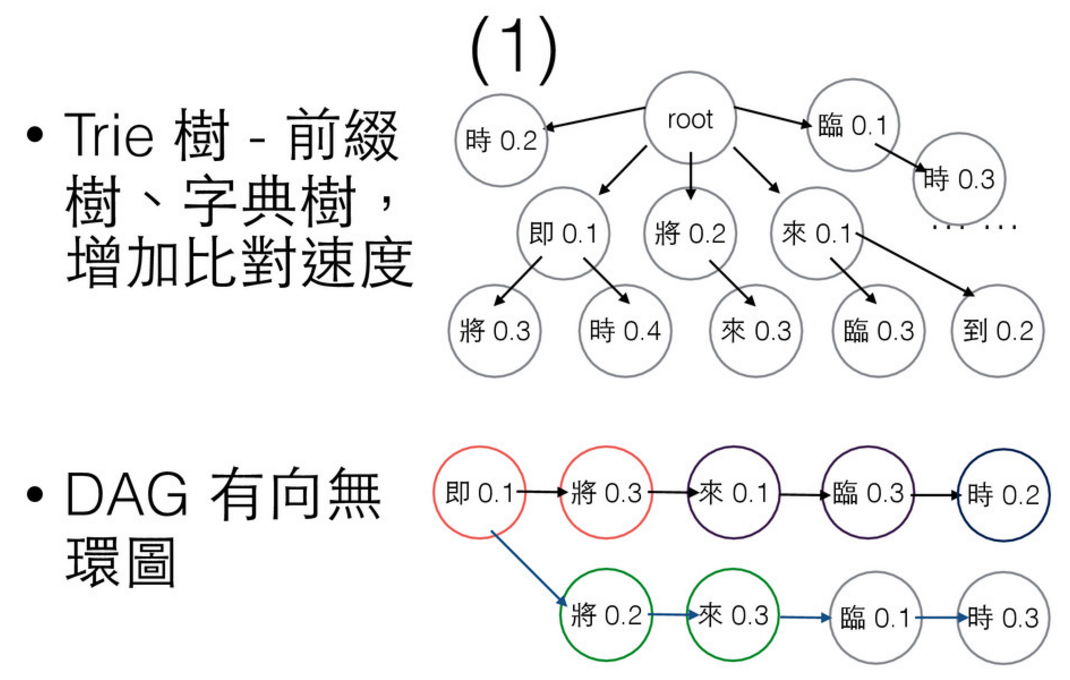 (1)
• Trie 樹 - 前綴
樹、字典樹，
增加比對速度
root
時 0.2
臨 0.1
時 0.3
... ...
即 0.1
將 0.2
來 0.1
將 0.3
時 0.4
來 0.3
臨 0.3
到 0.2
• DAG 有向無
環圖
即 0.1
將 0.3
來 0.1
臨 0.3
時 0.2
將 0.2
來 0.3
臨 0.1
時 0.3